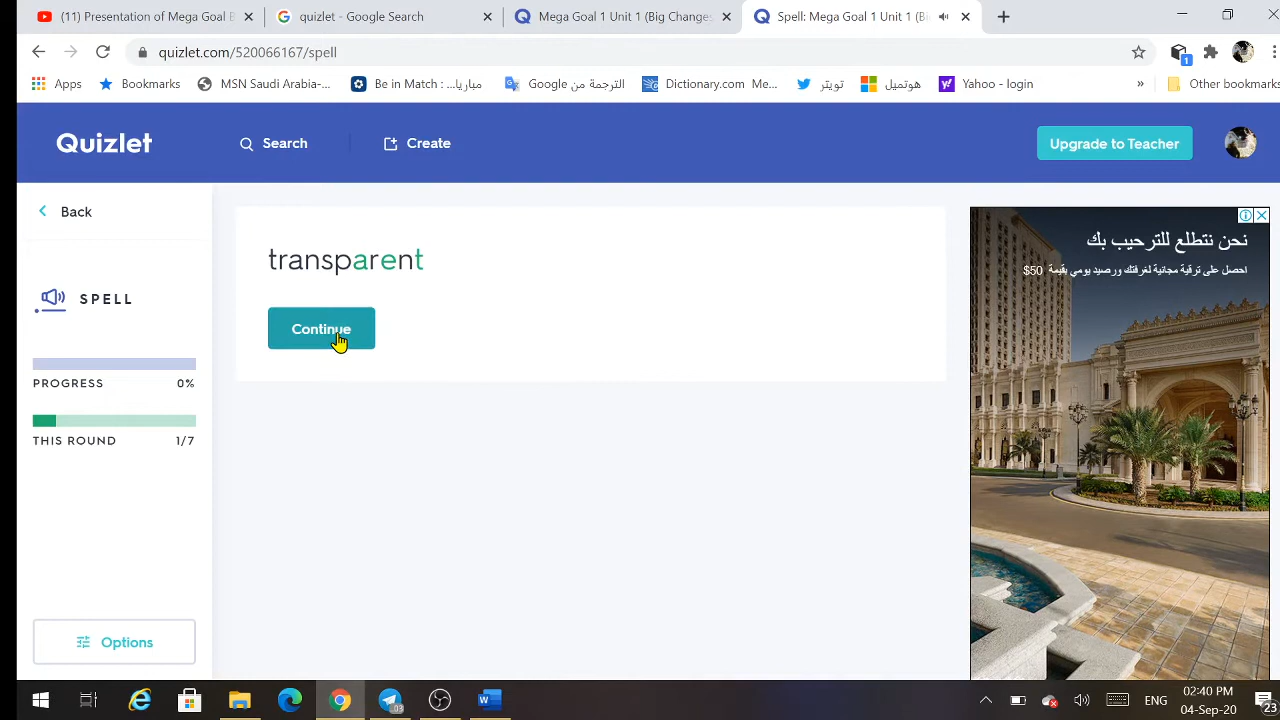 (11) Presentation of Mega Goal B
quizlet - Google Search
Mega Goal 1 Unit 1 (Big Changes
Spell: Mega Goal 1 Unit 1 (Bi
quizlet.com/520066167/spell
1
Apps
Bookmarks
MSN Saudi Arabia-...
Be in Match : مباريا...
الترجمة من Google
Dictionary.com Me...
تويتر
هوتميل
Yahoo - login
»
Other bookmarks
Quizlet
Search
Create
Upgrade to Teacher
Back
SPELL
PROGRESS 0%
THIS ROUND 1/7
Options
transparent
Continue
نحن نتطلع للترحيب بك
احصل على ترقية مجانية لغرفتك ورصيد يومي بقيمة $50
W
ENG
02:40 PM
04-Sep-20
23